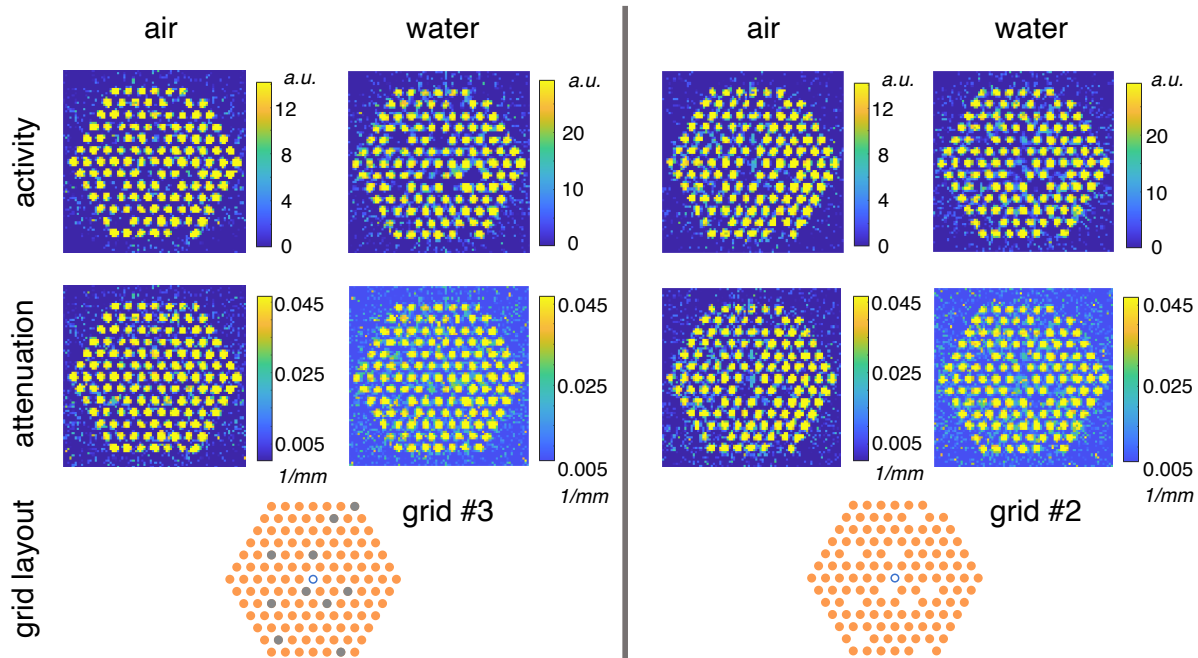 air
water
air
water
activity
a.u.
12
8
4
0
a.u.
20
10
0
a.u.
12
8
4
0
a.u.
20
10
0
attenuation
0.045
0.025
0.005
1/mm
0.045
0.025
0.005
1/mm
0.045
0.025
0.005
1/mm
0.045
0.025
0.005
1/mm
grid layout
grid #3
grid #2